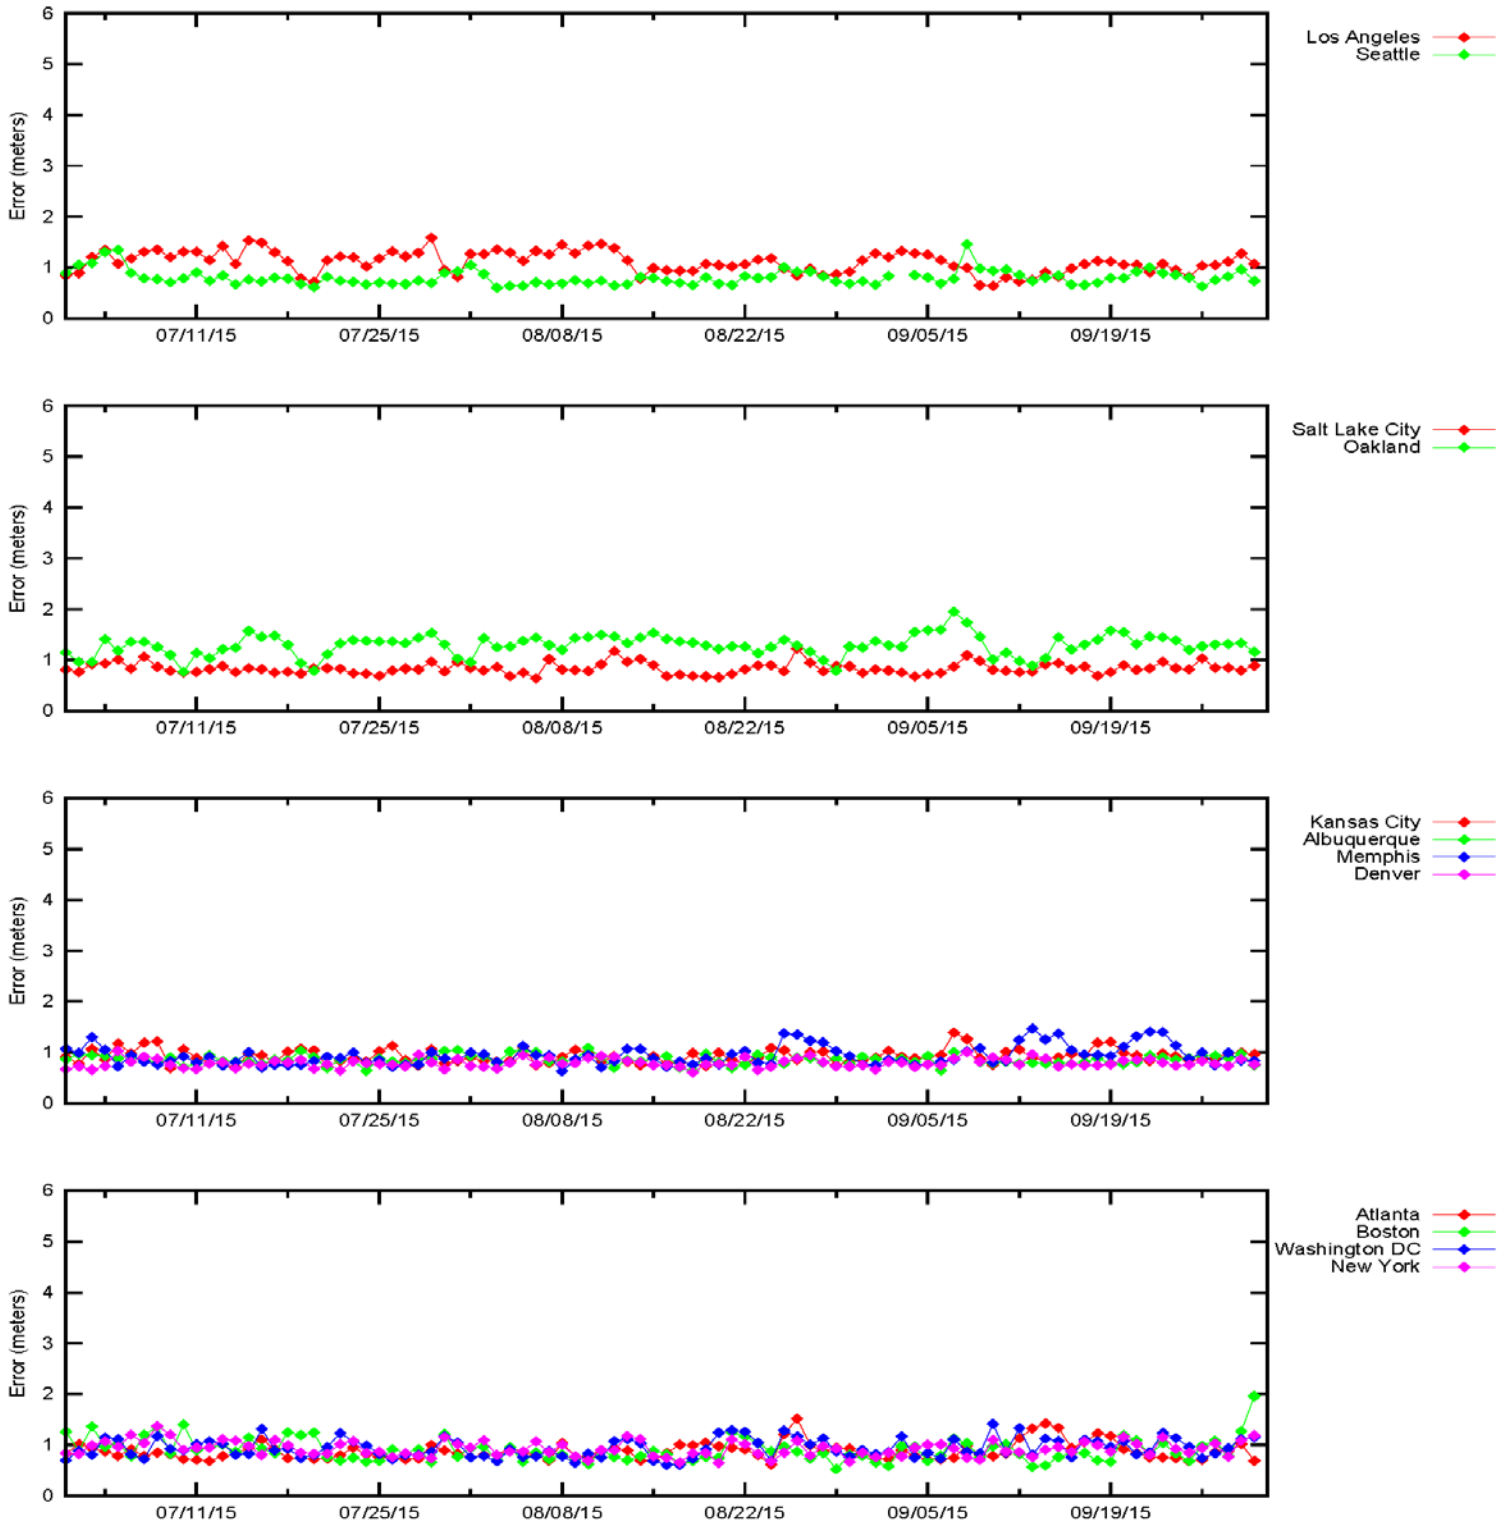 6
Los Angeles
Seattle
5
4
3
2
1
0
Error (meters)
07/11/15 07/25/15 08/08/15 08/22/15 09/05/15 09/19/15
6
Salt Lake City
Oakland
5
4
3
2
1
0
Error (meters)
07/11/15 07/25/15 08/08/15 08/22/15 09/05/15 09/19/15
6
Kansas City
Albuquerque
Memphis
Denver
5
4
3
2
1
0
Error (meters)
07/11/15 07/25/15 08/08/15 08/22/15 09/05/15 09/19/15
6
Atlanta
Boston
Washington DC
New York
5
4
3
2
1
0
Error (meters)
07/11/15 07/25/15 08/08/15 08/22/15 09/05/15 09/19/15